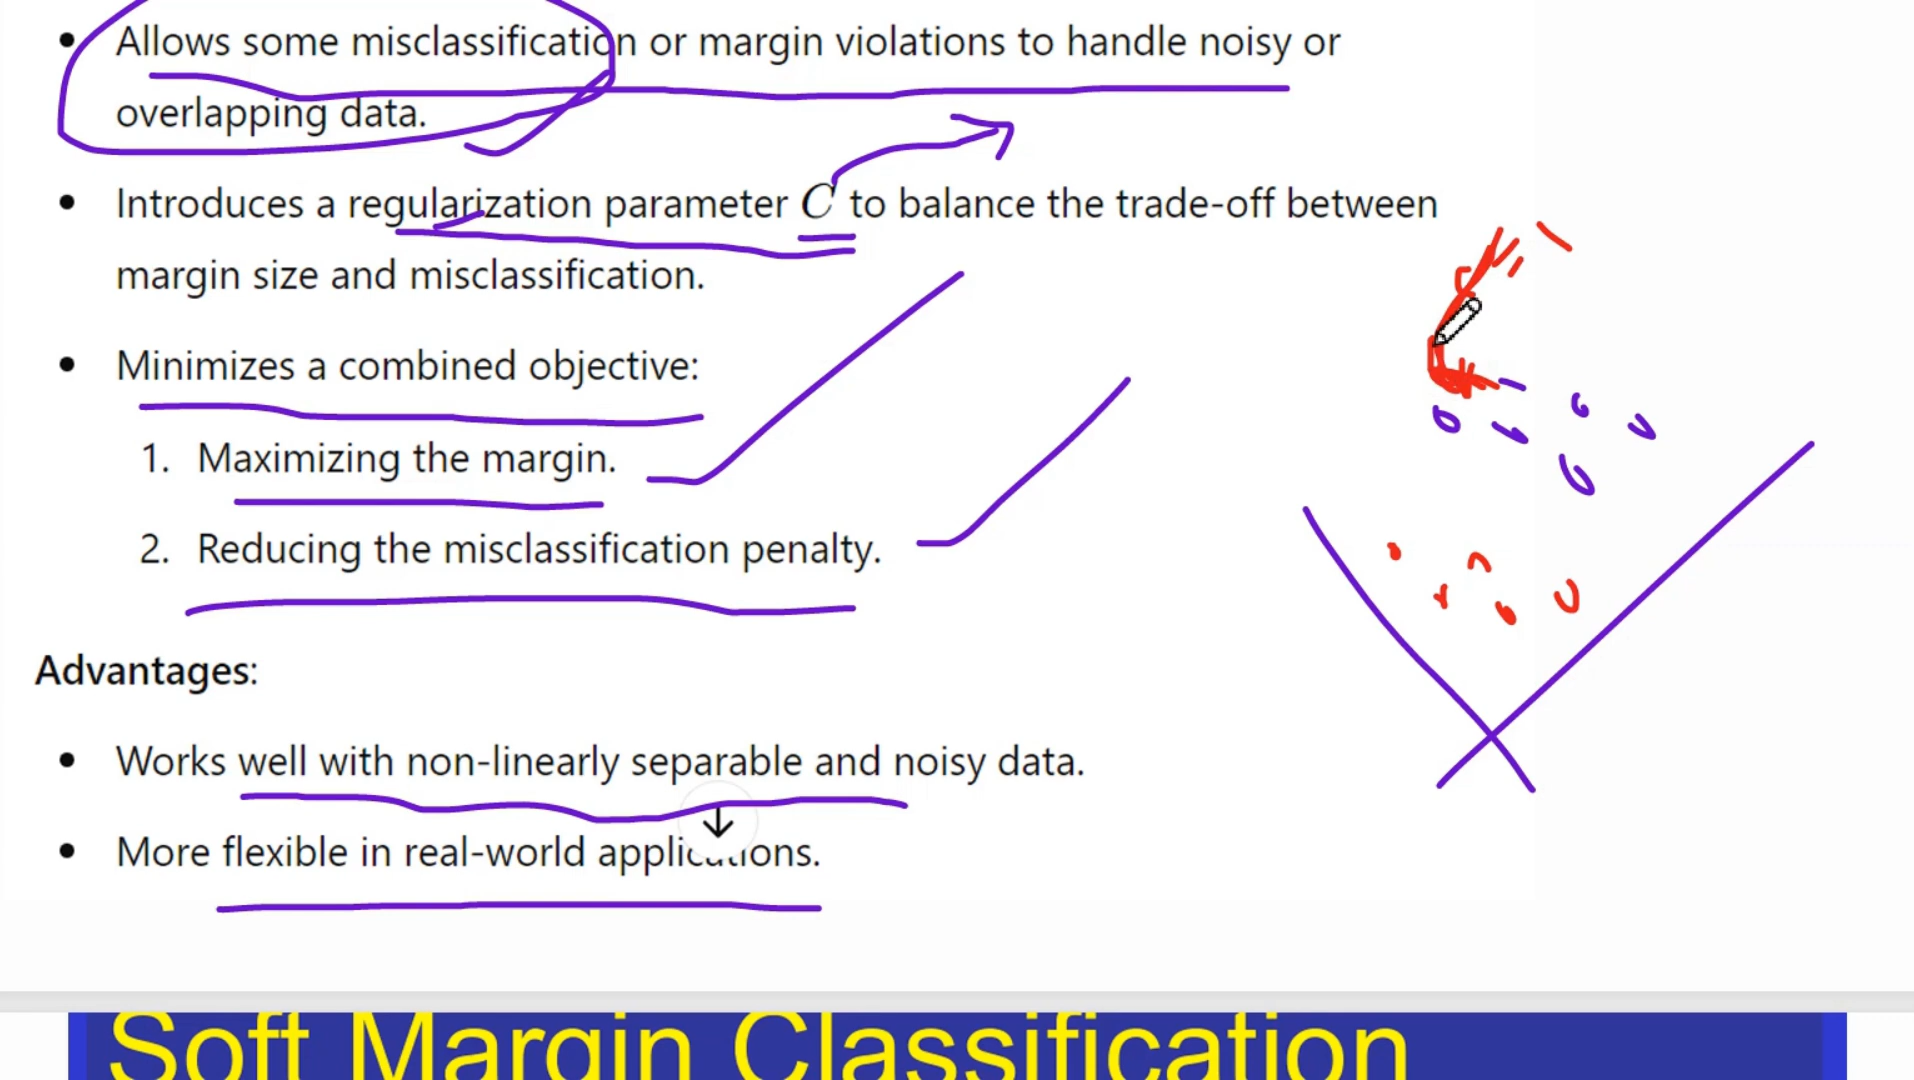 • Allows some misclassification or margin violations to handle noisy or
overlapping data.
• Introduces a regularization parameter C to balance the trade-off between
margin size and misclassification.
• Minimizes a combined objective:
1. Maximizing the margin.
2. Reducing the misclassification penalty.
Advantages:
• Works well with non-linearly separable and noisy data.
• More flexible in real-world applications.
Soft Margin Classification